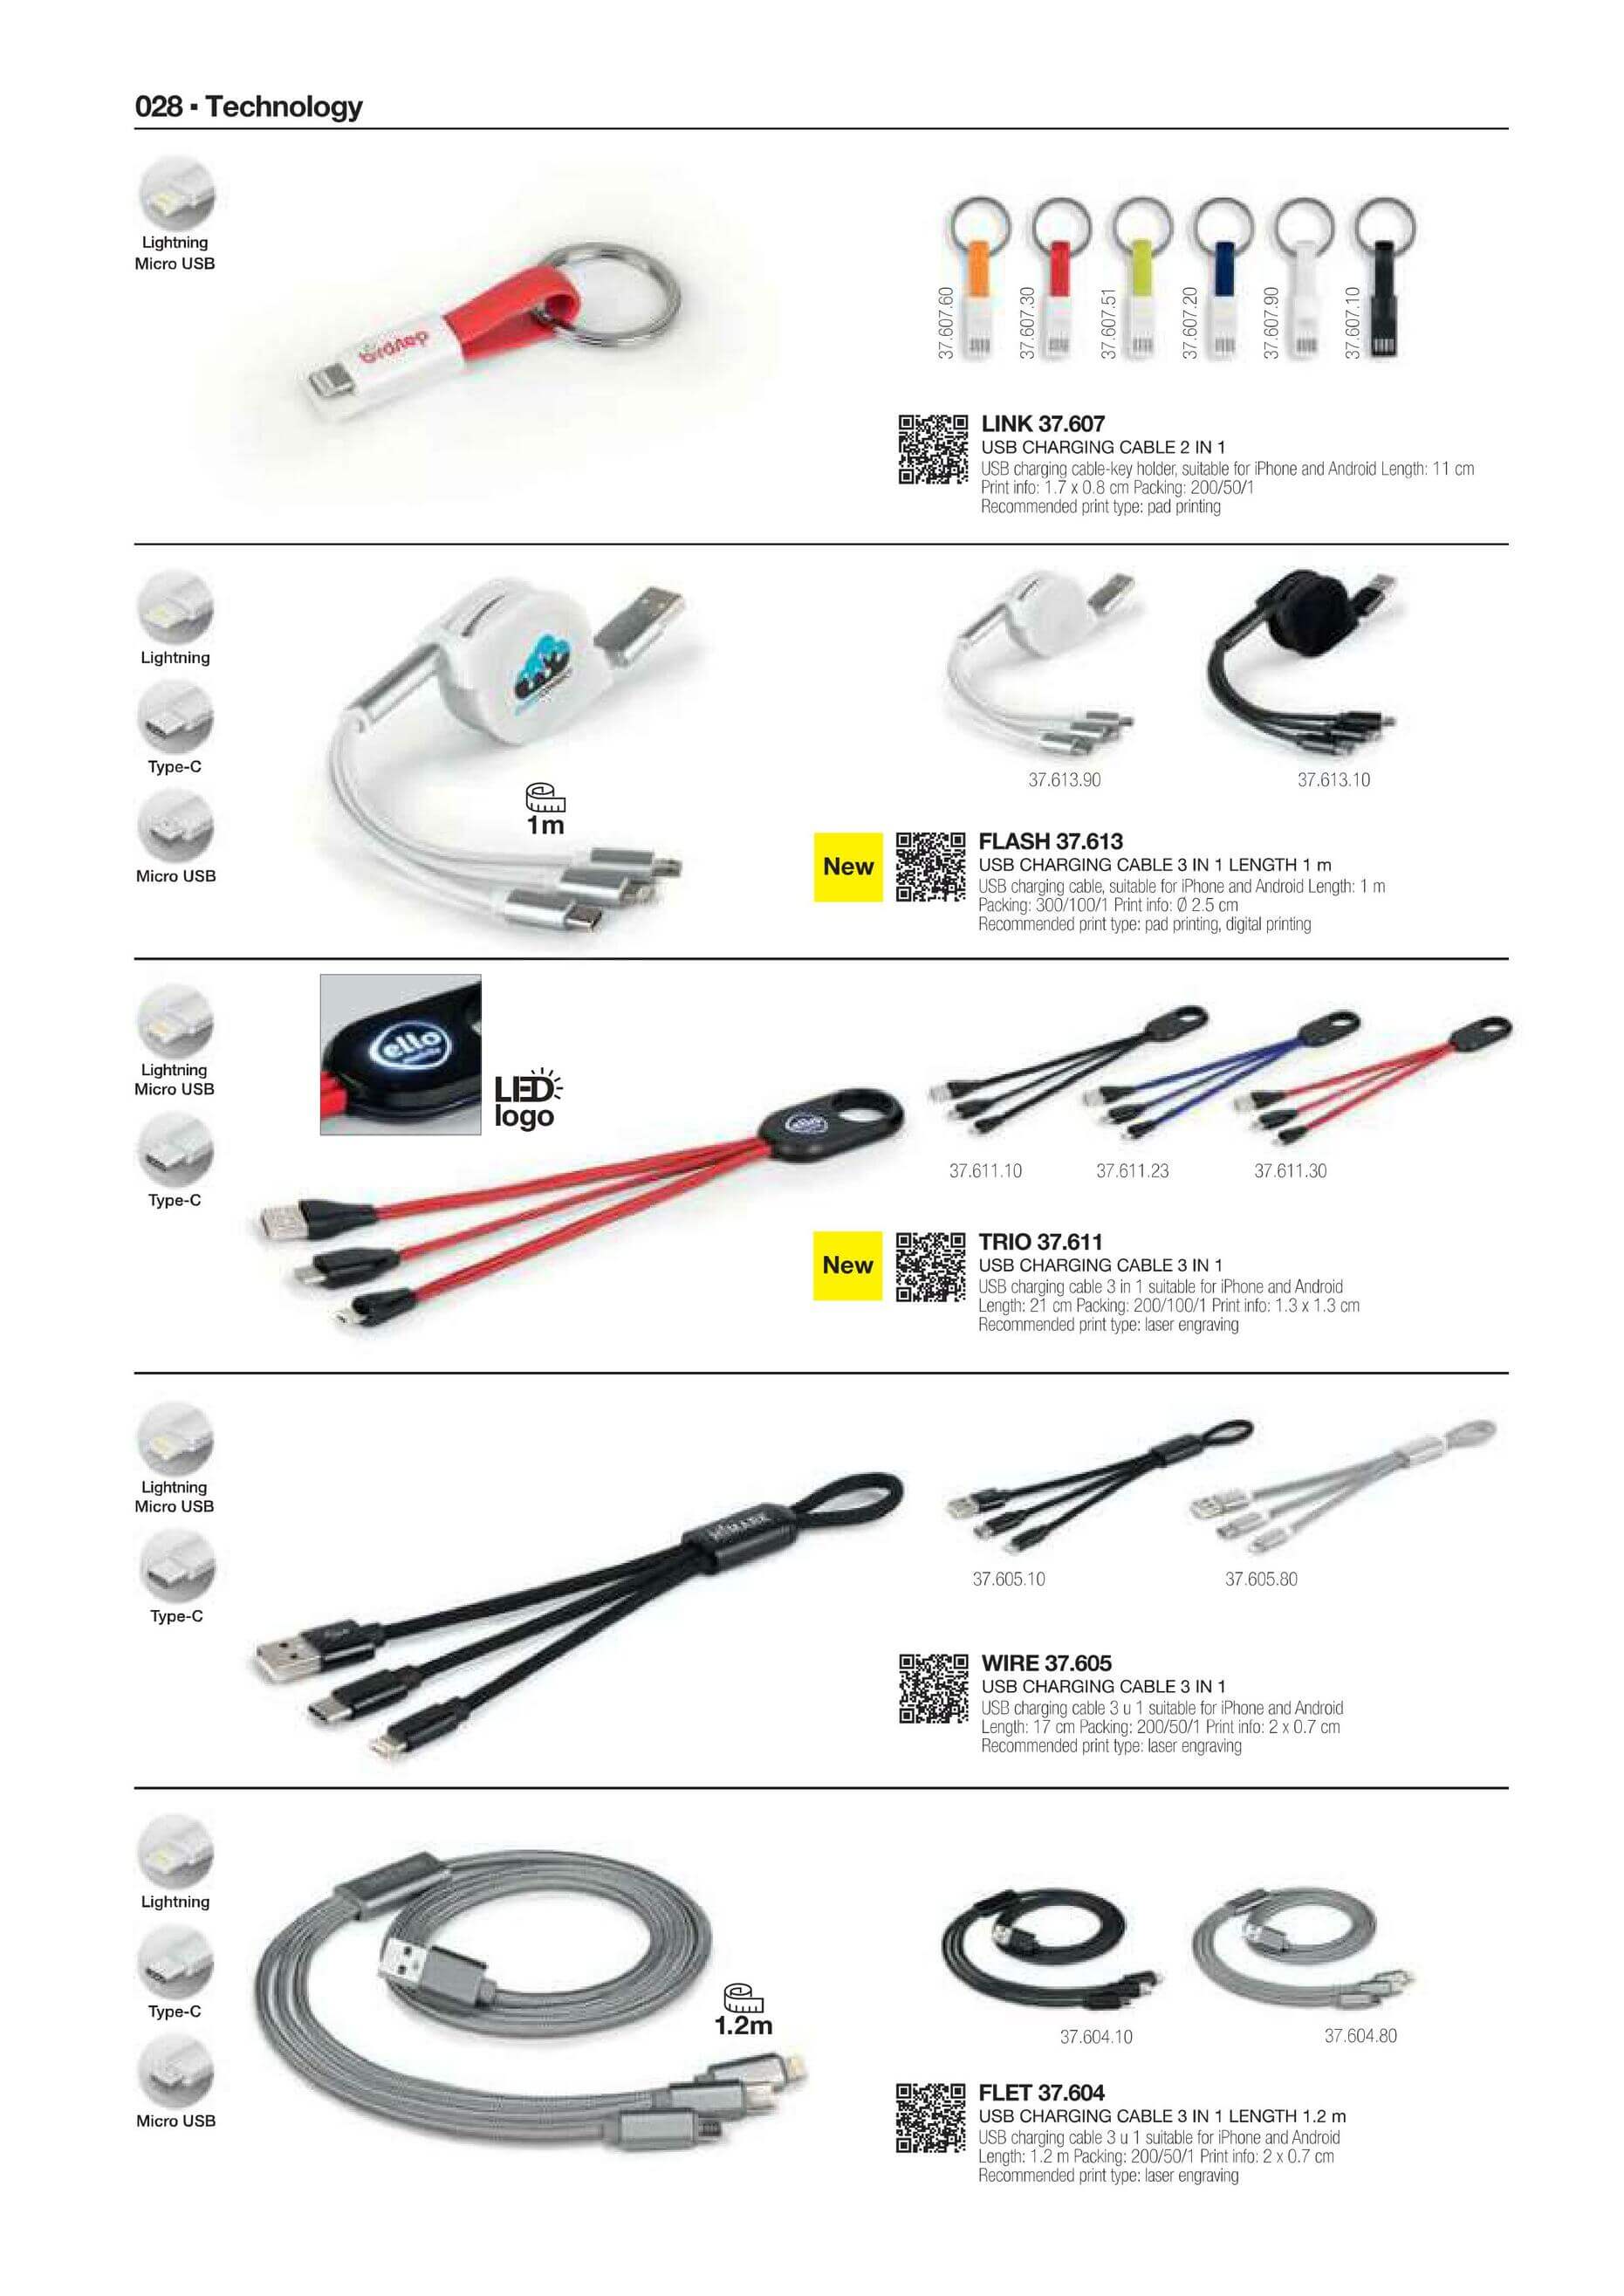 028 ▪ Technology
Lightning
Micro USB
birdstep
37.607.60
37.607.30
37.607.51
37.607.20
37.607.90
37.607.10
LINK 37.607
USB CHARGING CABLE 2 IN 1
USB charging cable-key holder, suitable for iPhone and Android Length: 11 cm
Print info: 1.7 x 0.8 cm Packing: 200/50/1
Recommended print type: pad printing
Lightning
Type-C
Micro USB
1m
37.613.90
37.613.10
New
FLASH 37.613
USB CHARGING CABLE 3 IN 1 LENGTH 1 m
USB charging cable, suitable for iPhone and Android Length: 1 m
Packing: 300/100/1 Print info: Ø 2.5 cm
Recommended print type: pad printing, digital printing
Lightning
Micro USB
Type-C
ello
LED
logo
ello
37.611.10
37.611.23
37.611.30
New
TRIO 37.611
USB CHARGING CABLE 3 IN 1
USB charging cable 3 in 1 suitable for iPhone and Android
Length: 21 cm Packing: 200/100/1 Print info: 1.3 x 1.3 cm
Recommended print type: laser engraving
Lightning
Micro USB
Type-C
37.605.10
37.605.80
WIRE 37.605
USB CHARGING CABLE 3 IN 1
USB charging cable 3 u 1 suitable for iPhone and Android
Length: 17 cm Packing: 200/50/1 Print info: 2 x 0.7 cm
Recommended print type: laser engraving
Lightning
Type-C
Micro USB
1.2m
37.604.10
37.604.80
FLET 37.604
USB CHARGING CABLE 3 IN 1 LENGTH 1.2 m
USB charging cable 3 u 1 suitable for iPhone and Android
Length: 1.2 m Packing: 200/50/1 Print info: 2 x 0.7 cm
Recommended print type: laser engraving